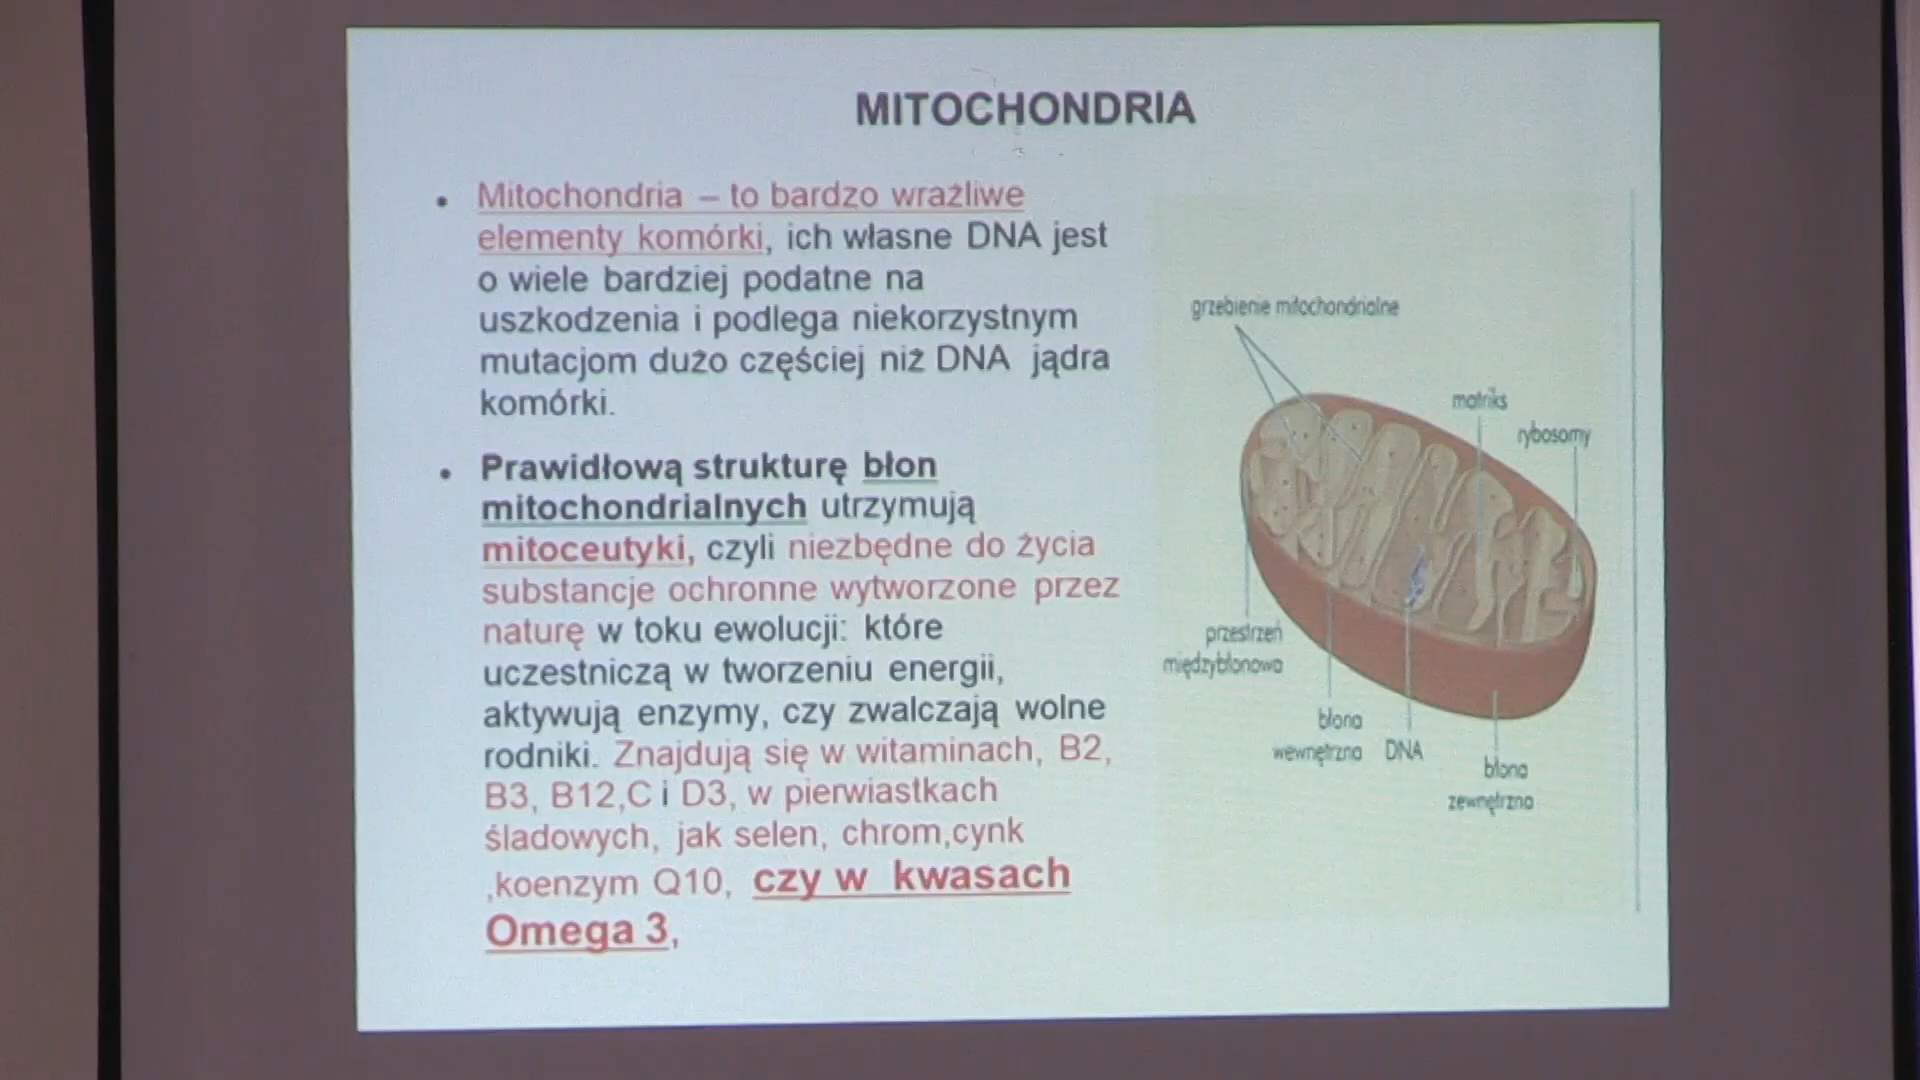 MITOCHONDRIA
• Mitochondria – to bardzo wrażliwe
elementy komórki, ich własne DNA jest
o wiele bardziej podatne na
uszkodzenia i podlega niekorzystnym
mutacjom dużo częściej niż DNA jądra
komórki.
• Prawidłową strukturę błon
mitochondrialnych utrzymują
mitoceutyki, czyli niezbędne do życia
substancje ochronne wytworzone przez
naturę w toku ewolucji: które
uczestniczą w tworzeniu energii,
aktywują enzymy, czy zwalczają wolne
rodniki. Znajdują się w witaminach, B2,
B3, B12,C i D3, w pierwiastkach
śladowych, jak selen, chrom,cynk
,koenzym Q10, czy w kwasach
Omega 3,
grzebienie mitochondrialne
matriks
rybosomy
przestrzeń
międzybłonowa
błona
wewnętrzna
DNA
błona
zewnętrzna